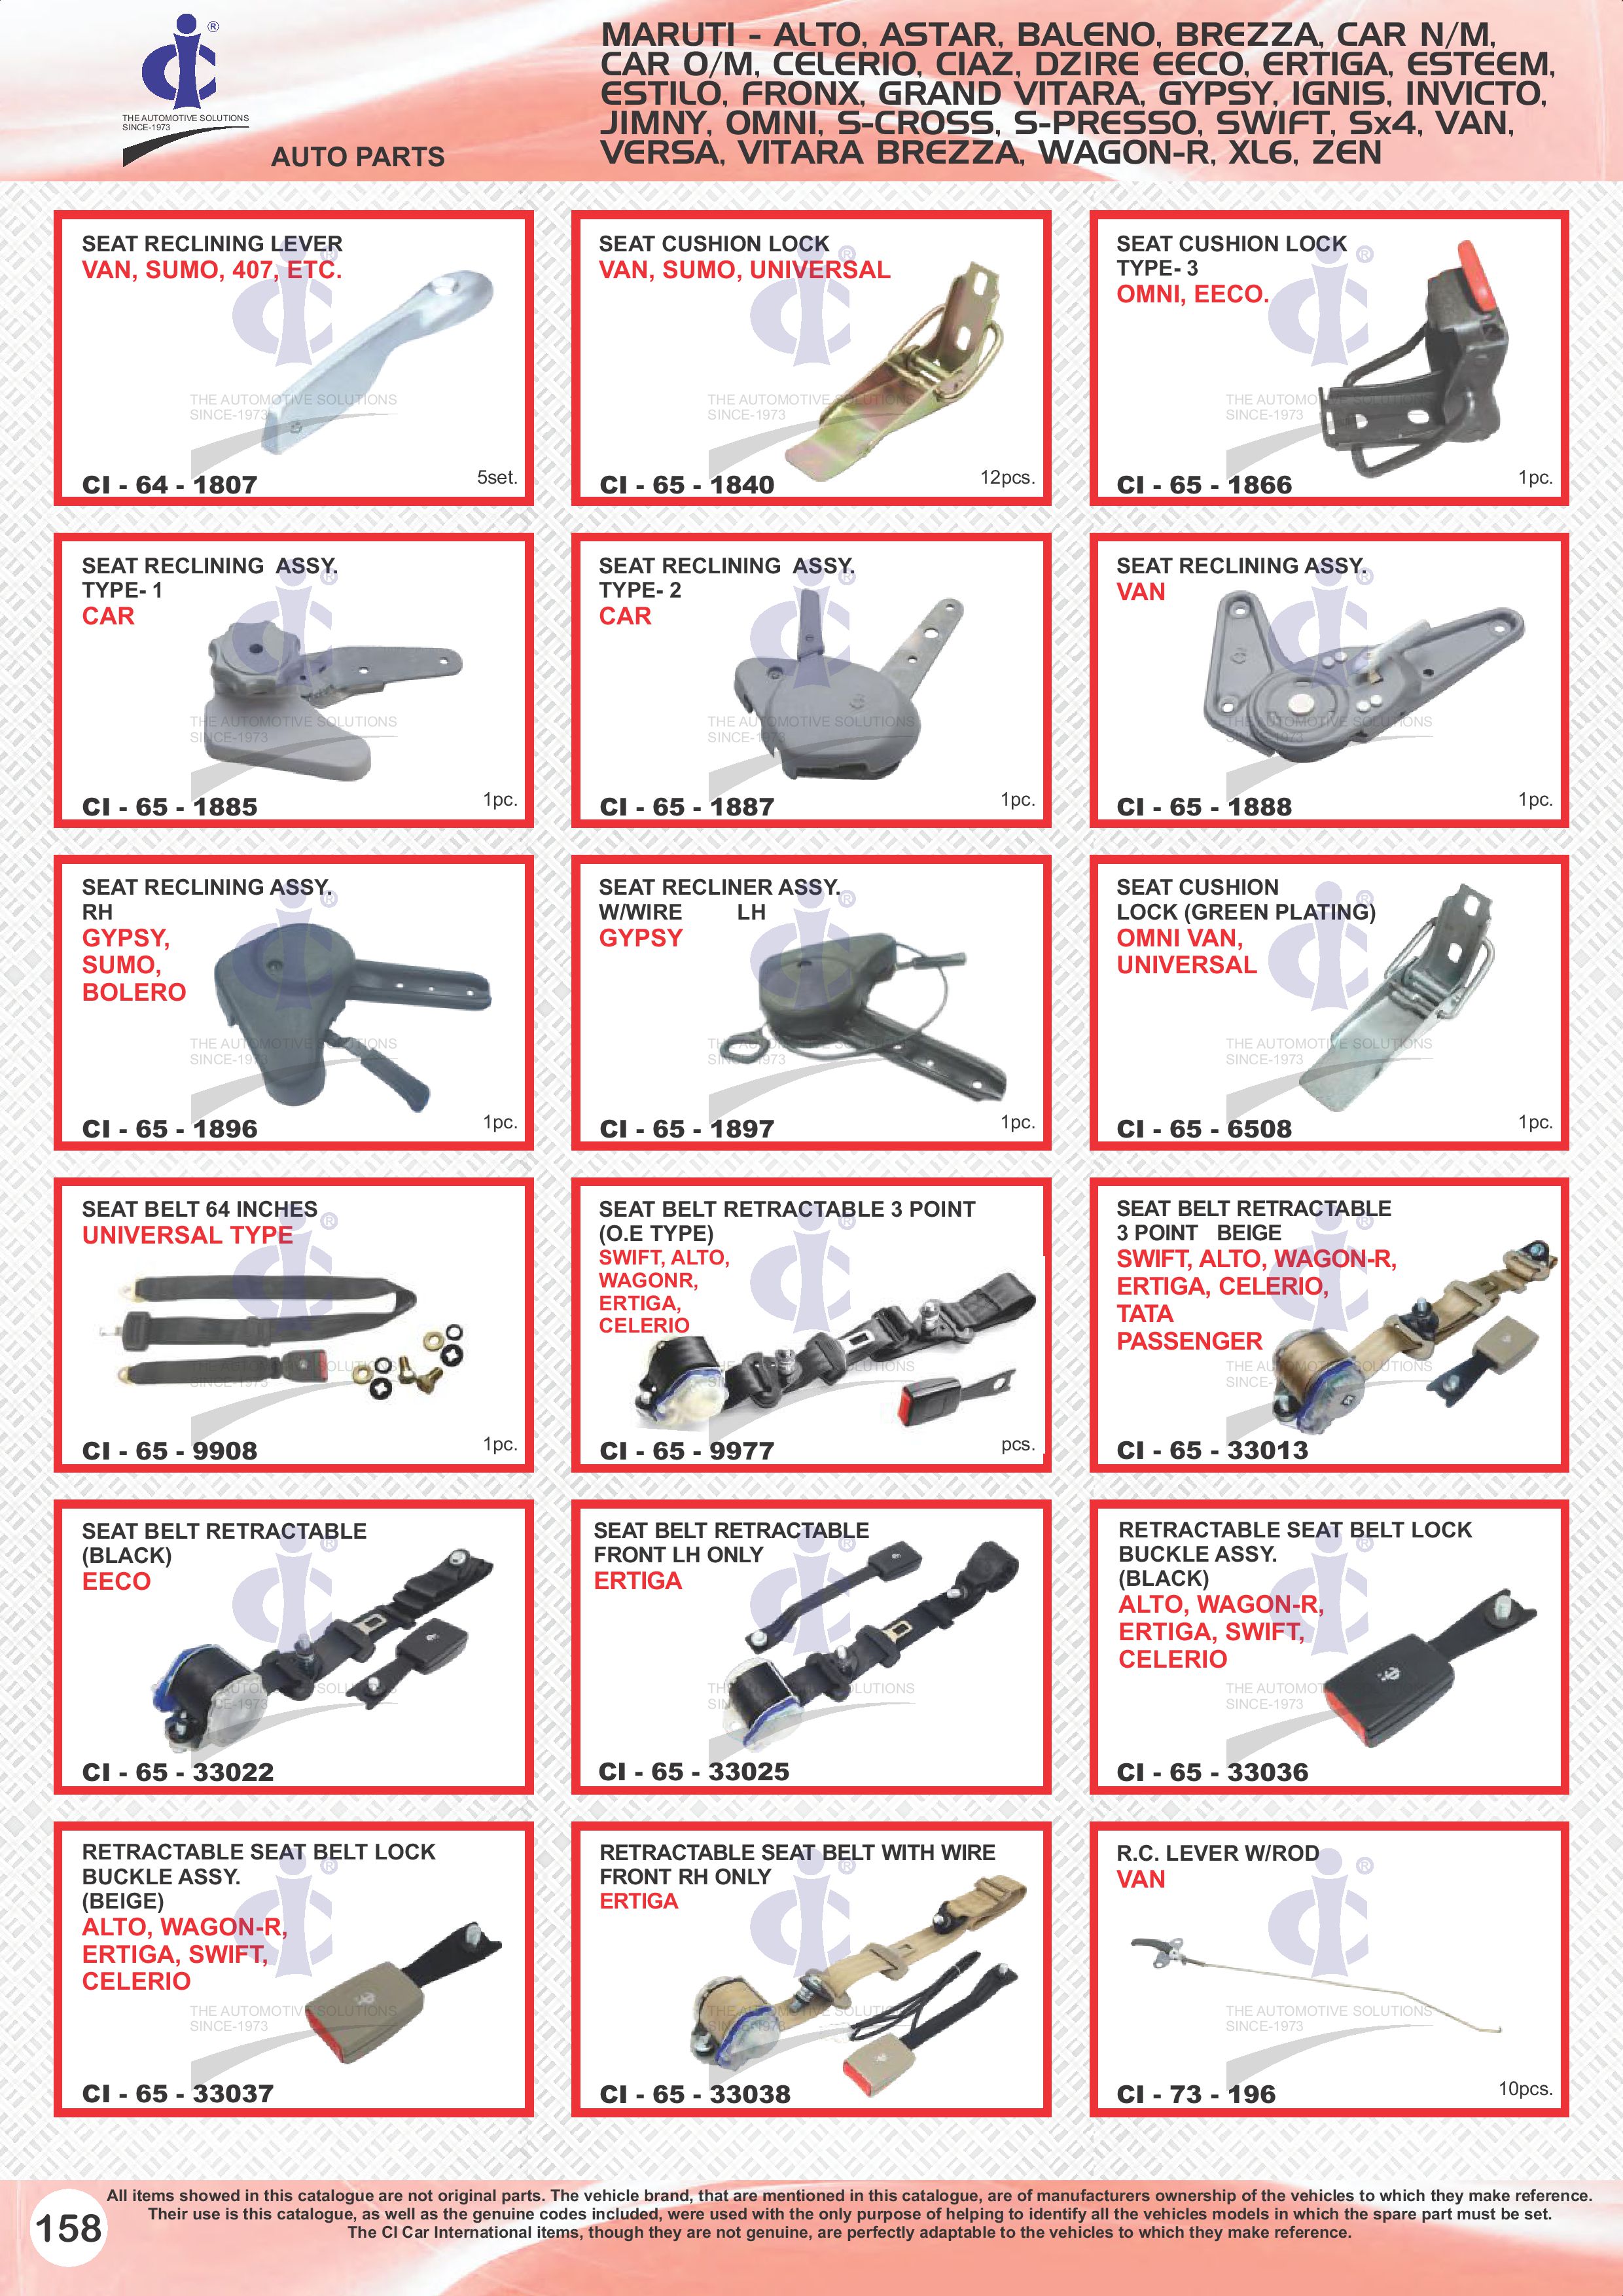 ®
THE AUTOMOTIVE SOLUTIONS
SINCE-1973
AUTO PARTS
MARUTI - ALTO, ASTAR, BALENO, BREZZA, CAR N/M,
CAR O/M, CELERIO, CIAZ, DZIRE EECO, ERTIGA, ESTEEM,
ESTILO, FRONX, GRAND VITARA, GYPSY, IGNIS, INVICTO,
JIMNY, OMNI, S-CROSS, S-PRESSO, SWIFT, Sx4, VAN,
VERSA, VITARA BREZZA, WAGON-R, XL6, ZEN
SEAT RECLINING LEVER
VAN, SUMO, 407, ETC.
CI - 64 - 1807
5set.
SEAT CUSHION LOCK
VAN, SUMO, UNIVERSAL
CI - 65 - 1840
12pcs.
SEAT CUSHION LOCK
TYPE- 3
OMNI, EECO.
CI - 65 - 1866
1pc.
SEAT RECLINING ASSY.
TYPE- 1
CAR
CI - 65 - 1885
1pc.
SEAT RECLINING ASSY.
TYPE- 2
CAR
CI - 65 - 1887
1pc.
SEAT RECLINING ASSY.
VAN
CI - 65 - 1888
1pc.
SEAT RECLINING ASSY.
RH
GYPSY,
SUMO,
BOLERO
CI - 65 - 1896
1pc.
SEAT RECLINER ASSY.
W/WIRE LH
GYPSY
CI - 65 - 1897
1pc.
SEAT CUSHION
LOCK (GREEN PLATING)
OMNI VAN,
UNIVERSAL
CI - 65 - 6508
1pc.
SEAT BELT 64 INCHES
UNIVERSAL TYPE
CI - 65 - 9908
1pc.
SEAT BELT RETRACTABLE 3 POINT
(O.E TYPE)
SWIFT, ALTO,
WAGONR,
ERTIGA,
CELERIO
CI - 65 - 9977
pcs.
SEAT BELT RETRACTABLE
3 POINT BEIGE
SWIFT, ALTO, WAGON-R,
ERTIGA, CELERIO,
TATA
PASSENGER
CI - 65 - 33013
SEAT BELT RETRACTABLE
(BLACK)
EECO
CI - 65 - 33022
SEAT BELT RETRACTABLE
FRONT LH ONLY
ERTIGA
CI - 65 - 33025
RETRACTABLE SEAT BELT LOCK
BUCKLE ASSY.
(BLACK)
ALTO, WAGON-R,
ERTIGA, SWIFT,
CELERIO
CI - 65 - 33036
RETRACTABLE SEAT BELT LOCK
BUCKLE ASSY.
(BEIGE)
ALTO, WAGON-R,
ERTIGA, SWIFT,
CELERIO
CI - 65 - 33037
RETRACTABLE SEAT BELT WITH WIRE
FRONT RH ONLY
ERTIGA
CI - 65 - 33038
R.C. LEVER W/ROD
VAN
CI - 73 - 196
10pcs.
158
All items showed in this catalogue are not original parts. The vehicle brand, that are mentioned in this catalogue, are of manufacturers ownership of the vehicles to which they make reference.
Their use is this catalogue, as well as the genuine codes included, were used with the only purpose of helping to identify all the vehicles models in which the spare part must be set.
The CI Car International items, though they are not genuine, are perfectly adaptable to the vehicles to which they make reference.